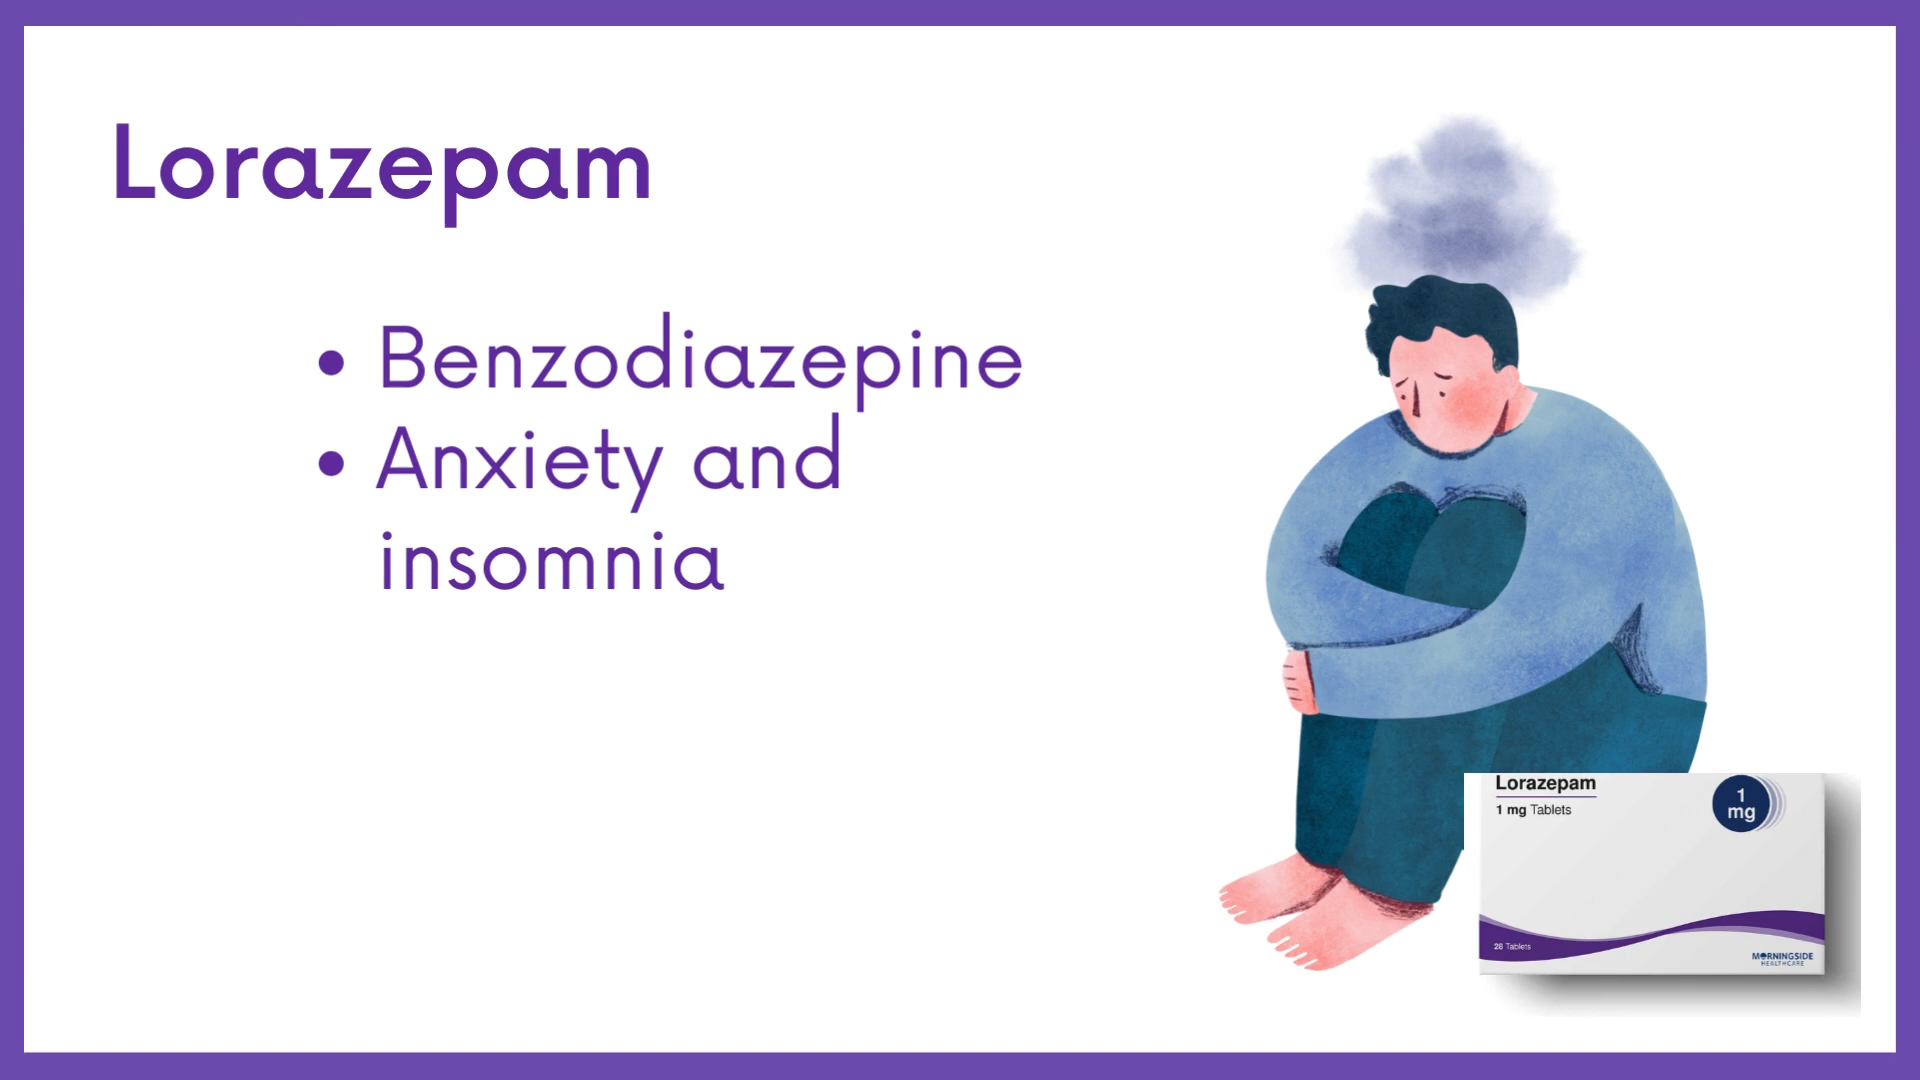 Lorazepam
• Benzodiazepine
• Anxiety and
insomnia
Lorazepam
1 mg Tablets
1
mg
28 Tablets
MORNINGSIDE
HEALTHCARE